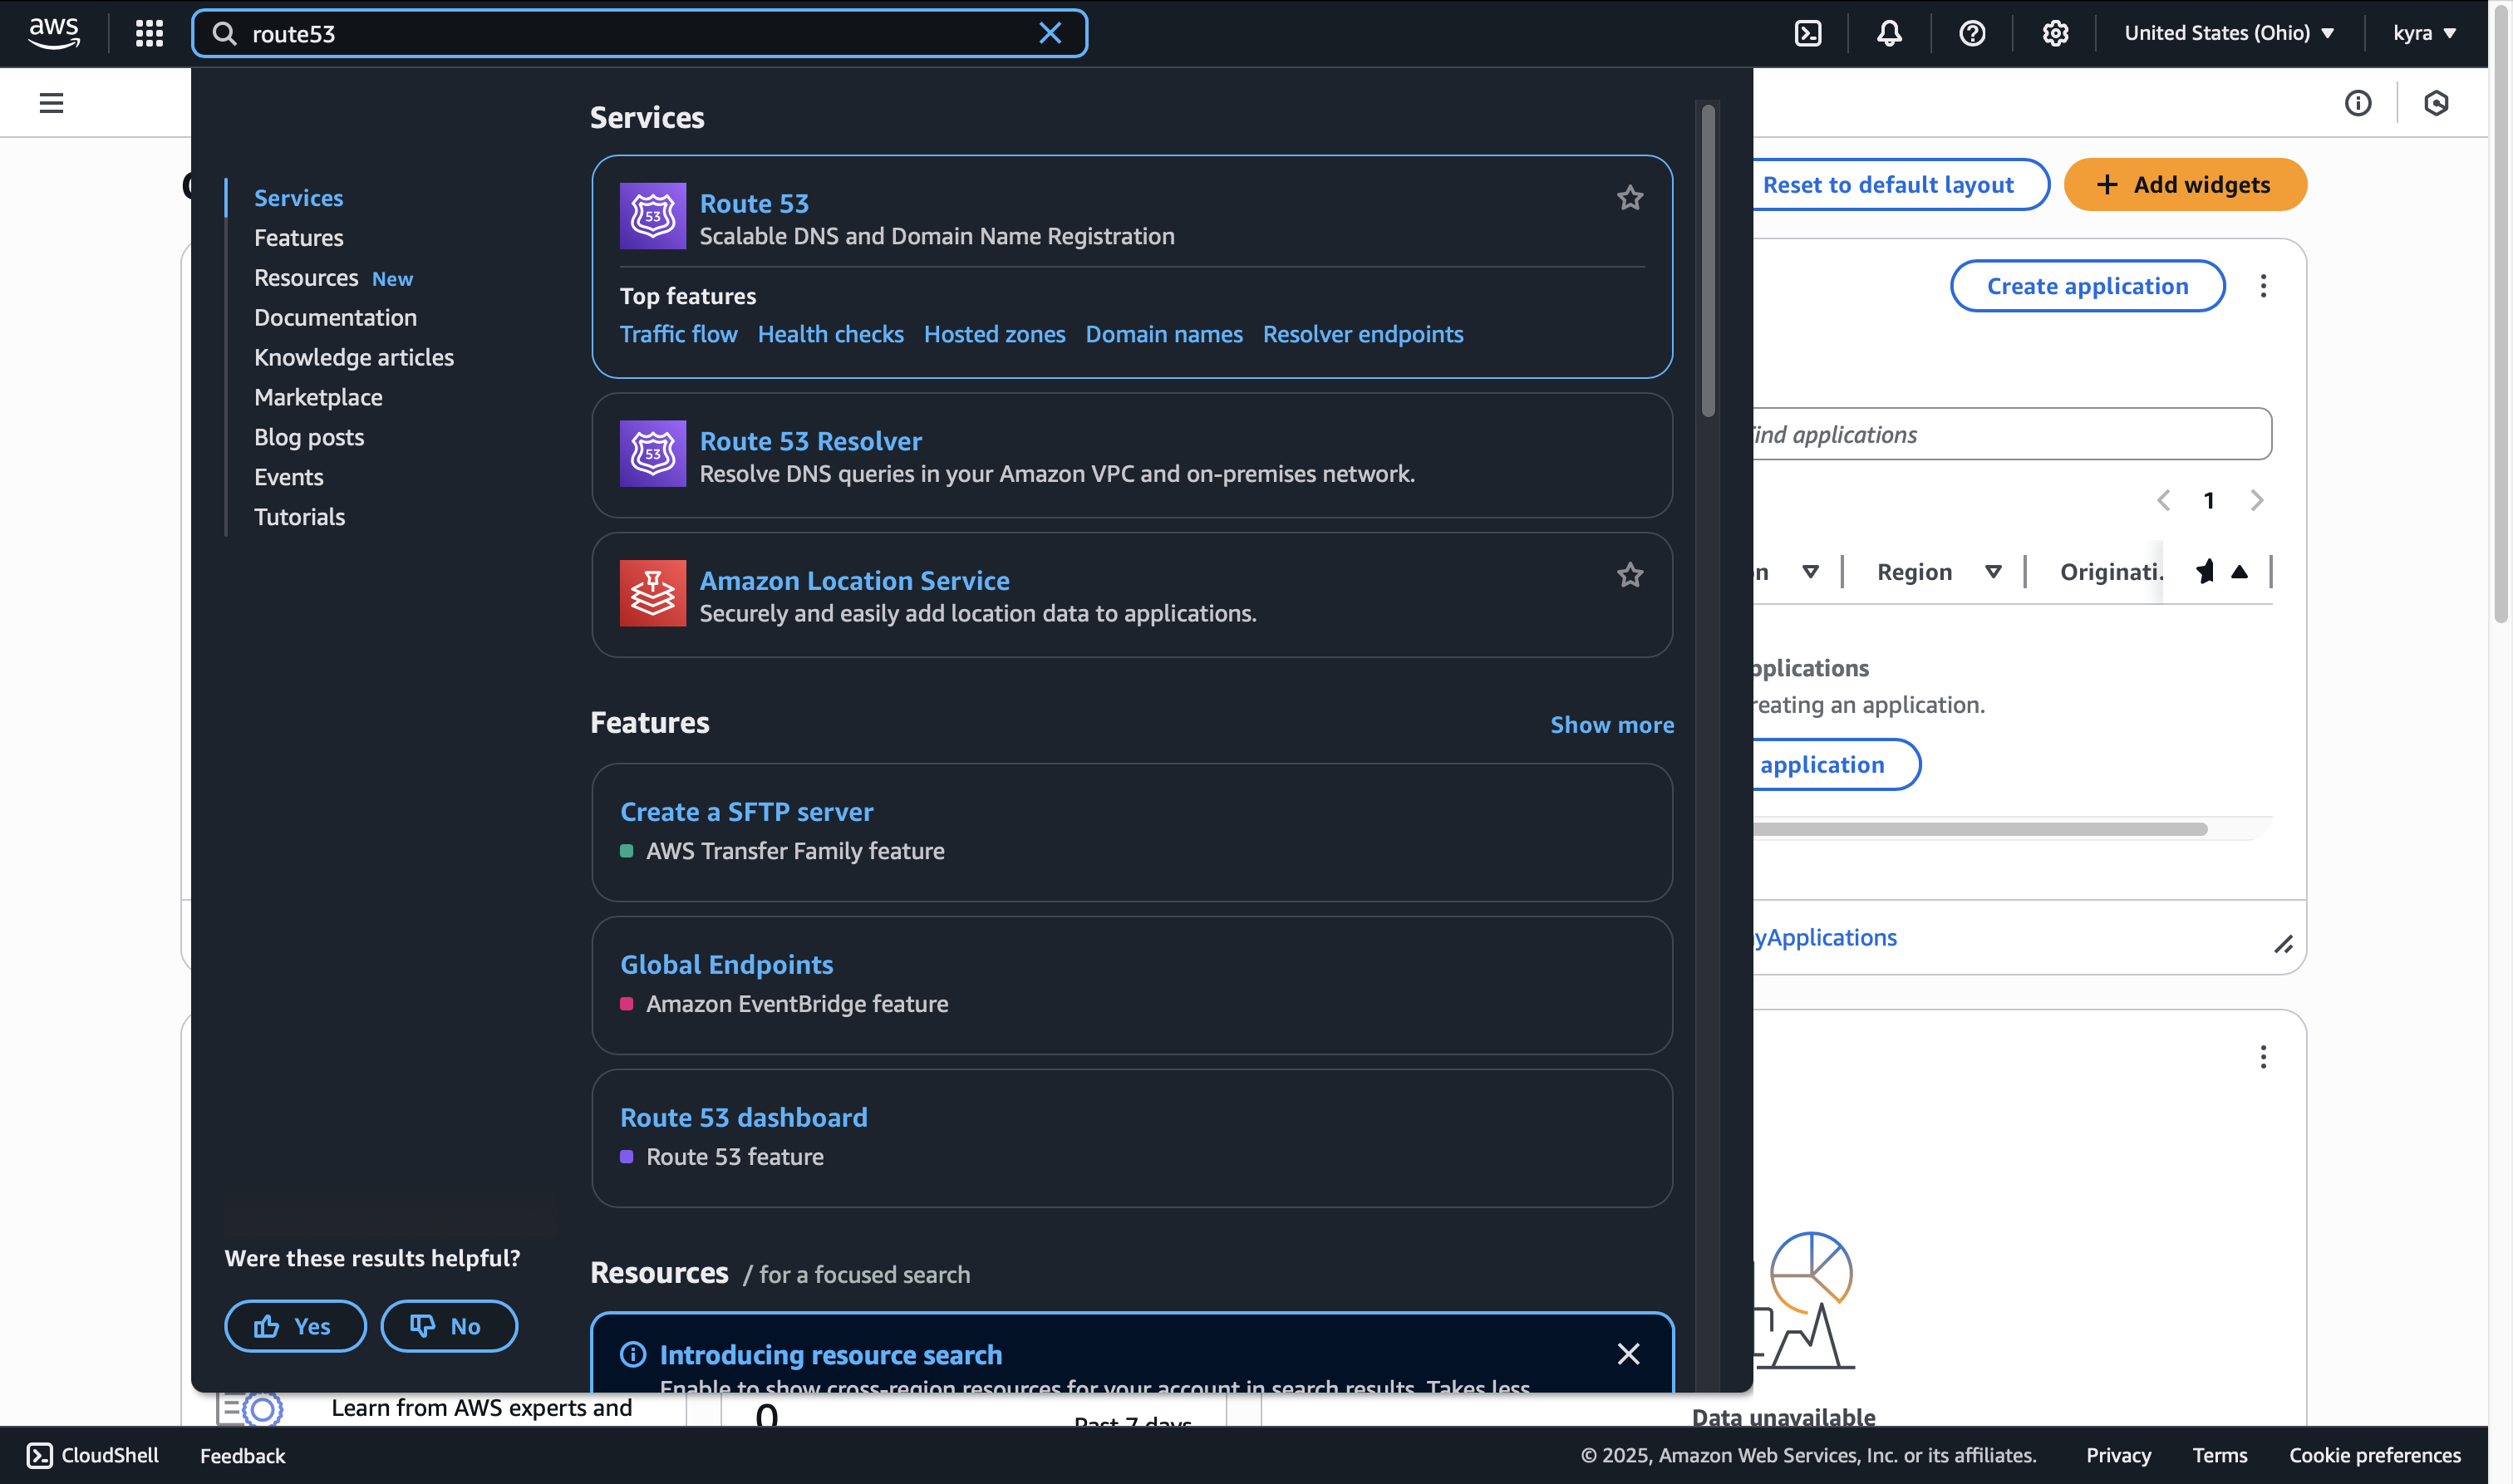 aws
route53
United States (Ohio)
kyra
Services
Features
Resources New
Documentation
Knowledge articles
Marketplace
Blog posts
Events
Tutorials
Were these results helpful?
Yes
No
Services
53
Route 53
Scalable DNS and Domain Name Registration
Top features
Traffic flow Health checks Hosted zones Domain names Resolver endpoints
53
Route 53 Resolver
Resolve DNS queries in your Amazon VPC and on-premises network.
Amazon Location Service
Securely and easily add location data to applications.
Features
Show more
Create a SFTP server
AWS Transfer Family feature
Global Endpoints
Amazon EventBridge feature
Route 53 dashboard
Route 53 feature
Resources / for a focused search
Introducing resource search
Enable to show cross-region resources for your account in search results. Takes less
Reset to default layout
Add widgets
Create application
ind applications
1
n Region Originati.
pplications
reating an application.
application
yApplications
Learn from AWS experts and
0
Past 7 days
Data unavailable
CloudShell
Feedback
© 2025, Amazon Web Services, Inc. or its affiliates.
Privacy
Terms
Cookie preferences